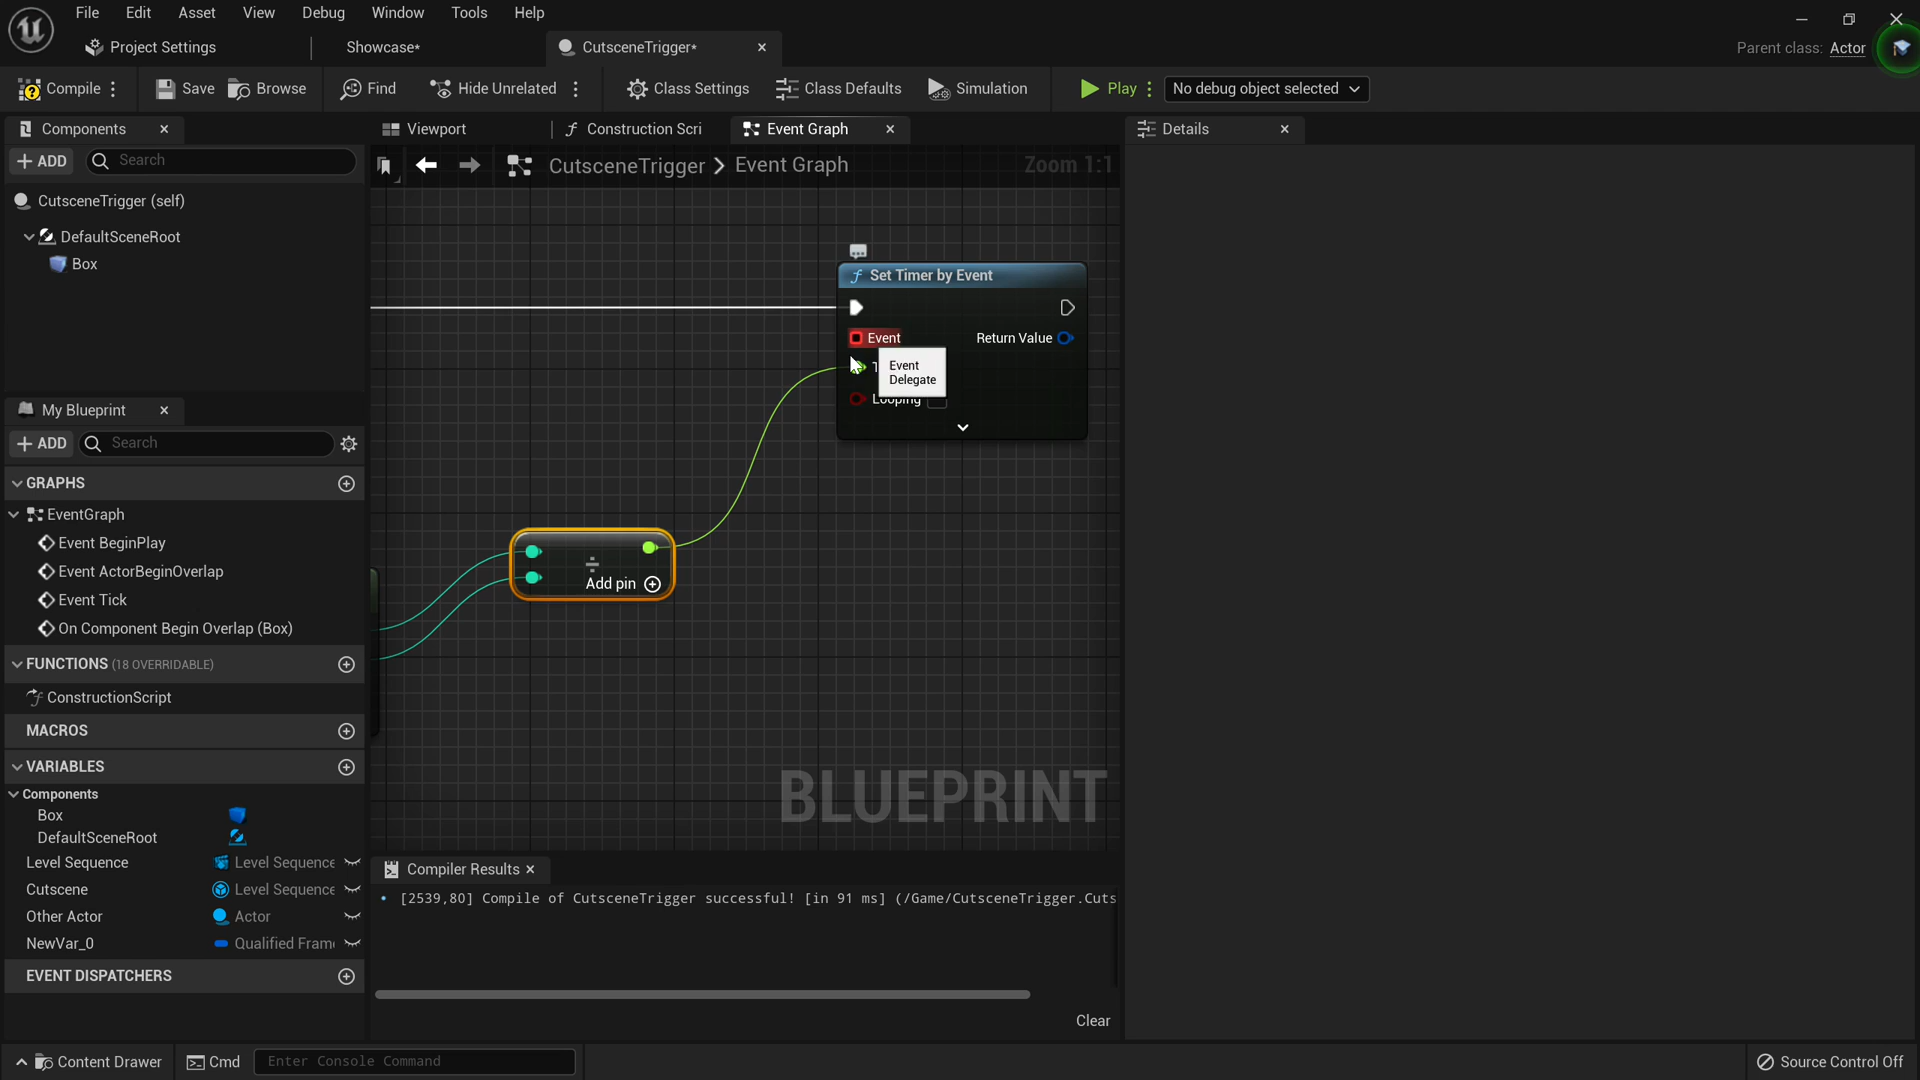 File Edit Asset View Debug Window Tools Help
Project Settings Showcase* CutsceneTrigger* Parent class: Actor
Compile Save Browse Find Hide Unrelated Class Settings Class Defaults Simulation Play No debug object selected
Components Viewport Construction Scri Event Graph Details
ADD Search CutsceneTrigger > Event Graph Zoom 1:1
CutsceneTrigger (self)
DefaultSceneRoot
Box
Set Timer by Event
Event Return Value
Event
Delegate
Looping
My Blueprint
ADD Search
GRAPHS
EventGraph
Event BeginPlay
Event ActorBeginOverlap
Event Tick
On Component Begin Overlap (Box)
FUNCTIONS (18 OVERRIDABLE)
ConstructionScript
MACROS
VARIABLES
Components
Box
DefaultSceneRoot
Level Sequence Level Sequence
Cutscene Level Sequence
Other Actor Actor
NewVar_0 Qualified Fram
EVENT DISPATCHERS
÷
Add pin
BLUEPRINT
Compiler Results
• [2539,80] Compile of CutsceneTrigger successful! [in 91 ms] (/Game/CutsceneTrigger.Cuts
Clear
Content Drawer Cmd Enter Console Command Source Control Off